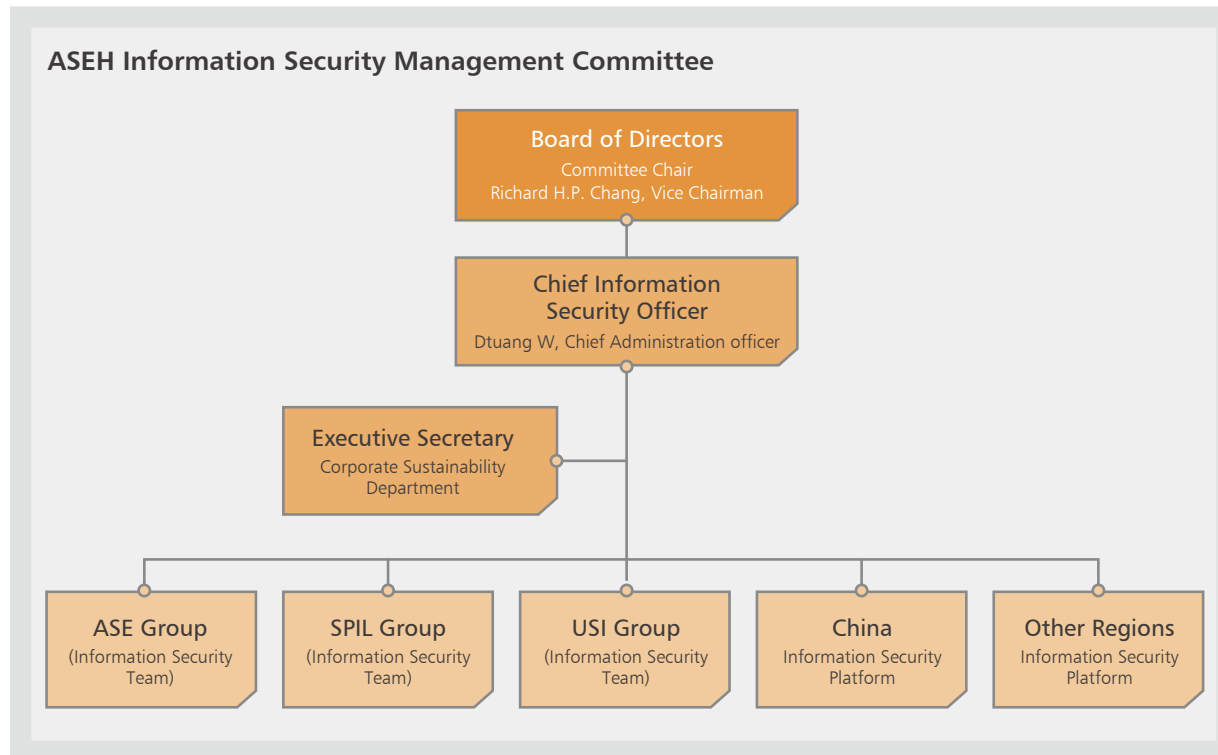 ASEH Information Security Management Committee
Board of Directors
Committee Chair
Richard H.P. Chang, Vice Chairman
Chief Information
Security Officer
Dtuang W, Chief Administration officer
Executive Secretary
Corporate Sustainability
Department
ASE Group
(Information Security
Team)
SPIL Group
(Information Security
Team)
USI Group
(Information Security
Team)
China
Information Security
Platform
Other Regions
Information Security
Platform